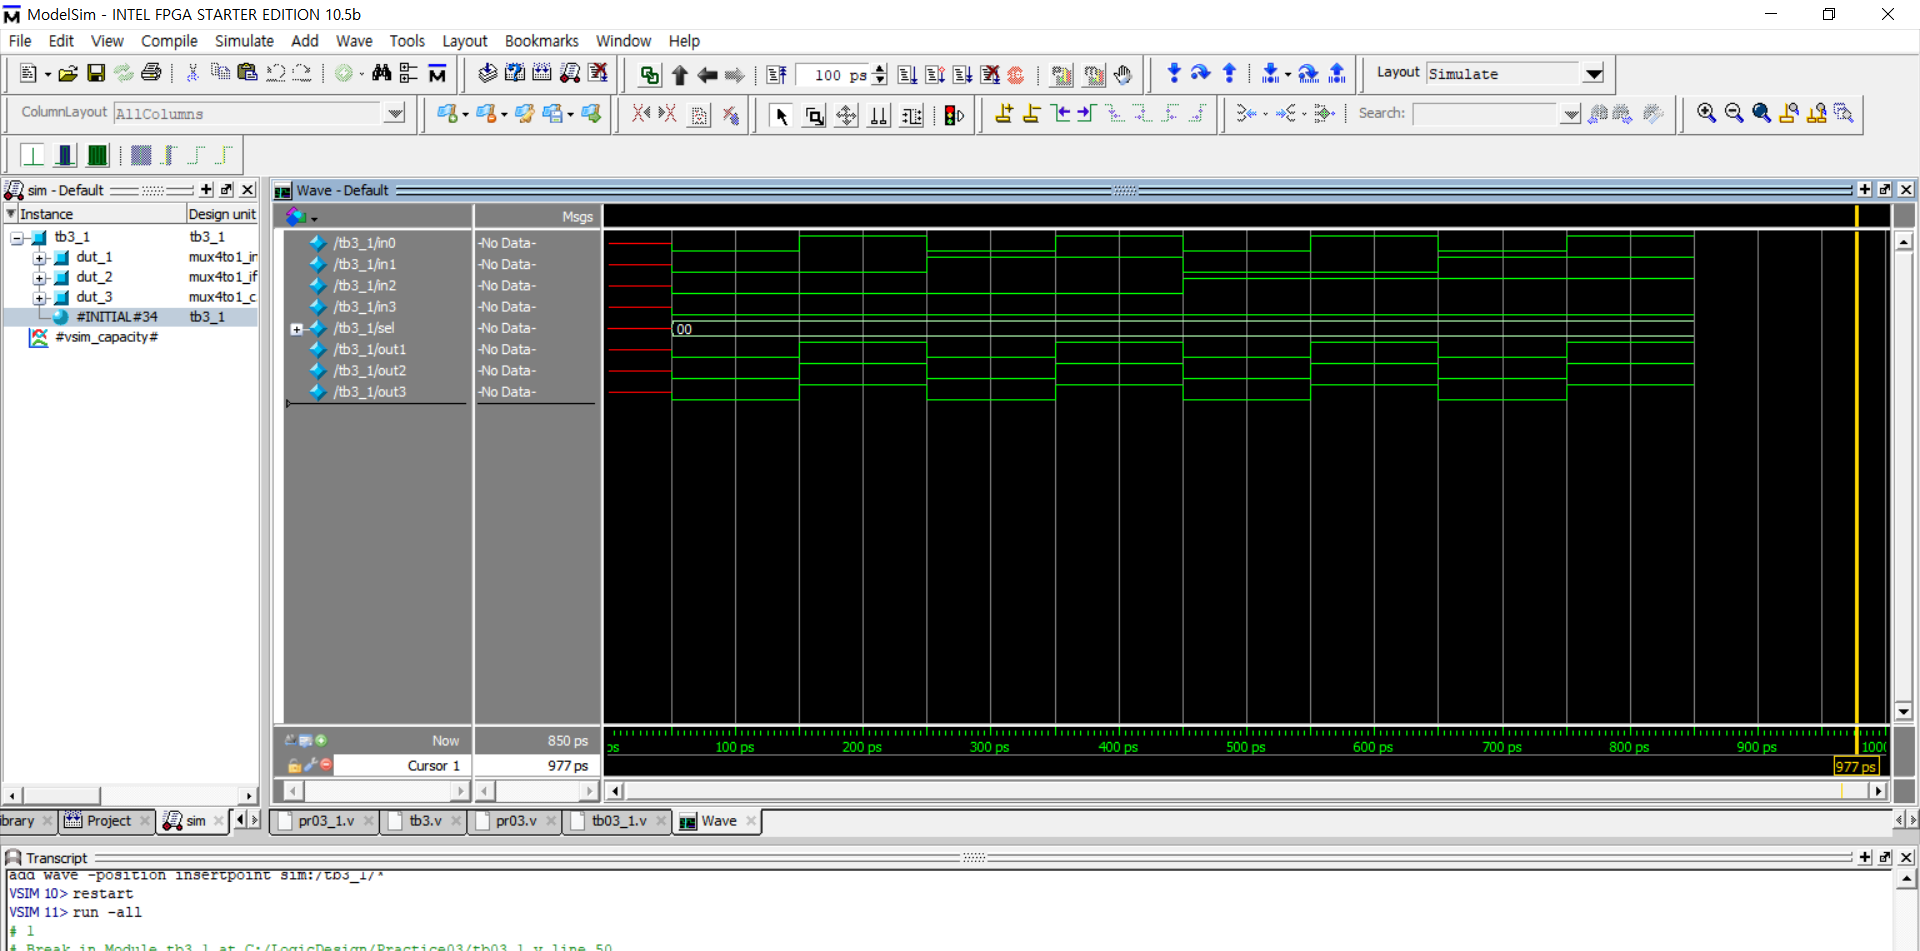 ModelSim - INTEL FPGA STARTER EDITION 10.5b
File Edit View Compile Simulate Add Wave Tools Layout Bookmarks Window Help
100 ps
Layout Simulate
ColumnLayout AllColumns
Search:
sim - Default
Instance Design unit
tb3_1 tb3_1
dut_1 mux4to1_in
dut_2 mux4to1_if
dut_3 mux4to1_c
#INITIAL#34 tb3_1
#vsim_capacity#
Wave - Default
Msgs
/tb3_1/in0 -No Data-
/tb3_1/in1 -No Data-
/tb3_1/in2 -No Data-
/tb3_1/in3 -No Data-
/tb3_1/sel -No Data- 00
/tb3_1/out1 -No Data-
/tb3_1/out2 -No Data-
/tb3_1/out3 -No Data-
Now 850 ps
ps 100 ps 200 ps 300 ps 400 ps 500 ps 600 ps 700 ps 800 ps 900 ps 1000
Cursor 1 977 ps
977 ps
ibrary Project sim
pr03_1.v tb3.v pr03.v tb03_1.v Wave
Transcript
add wave -position insertpoint sim:/tb3_1/*
VSIM 10> restart
VSIM 11> run -all
# 1
# Break in Module tb3_1 at C:/LogicDesign/Practice03/tb03_1.v line 50